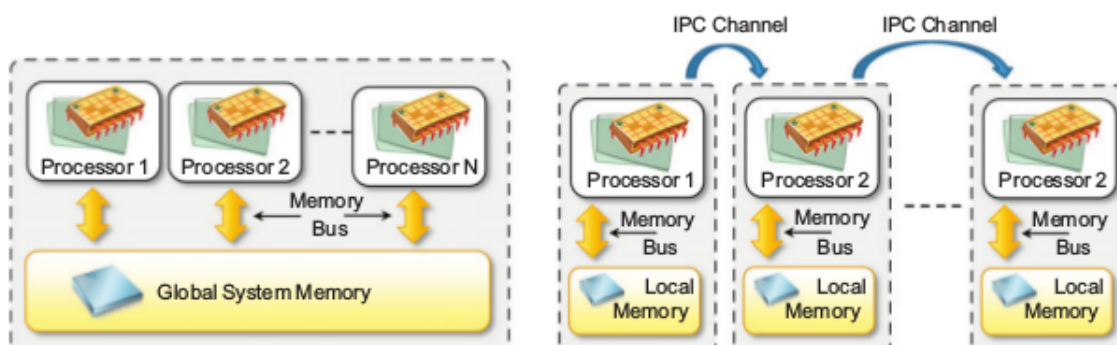 IPC Channel
IPC Channel
Processor 1
Processor 2
Processor N
Memory
Bus
Global System Memory
Processor 1
Processor 2
Processor 2
Memory
Bus
Memory
Bus
Memory
Bus
Local
Memory
Local
Memory
Local
Memory